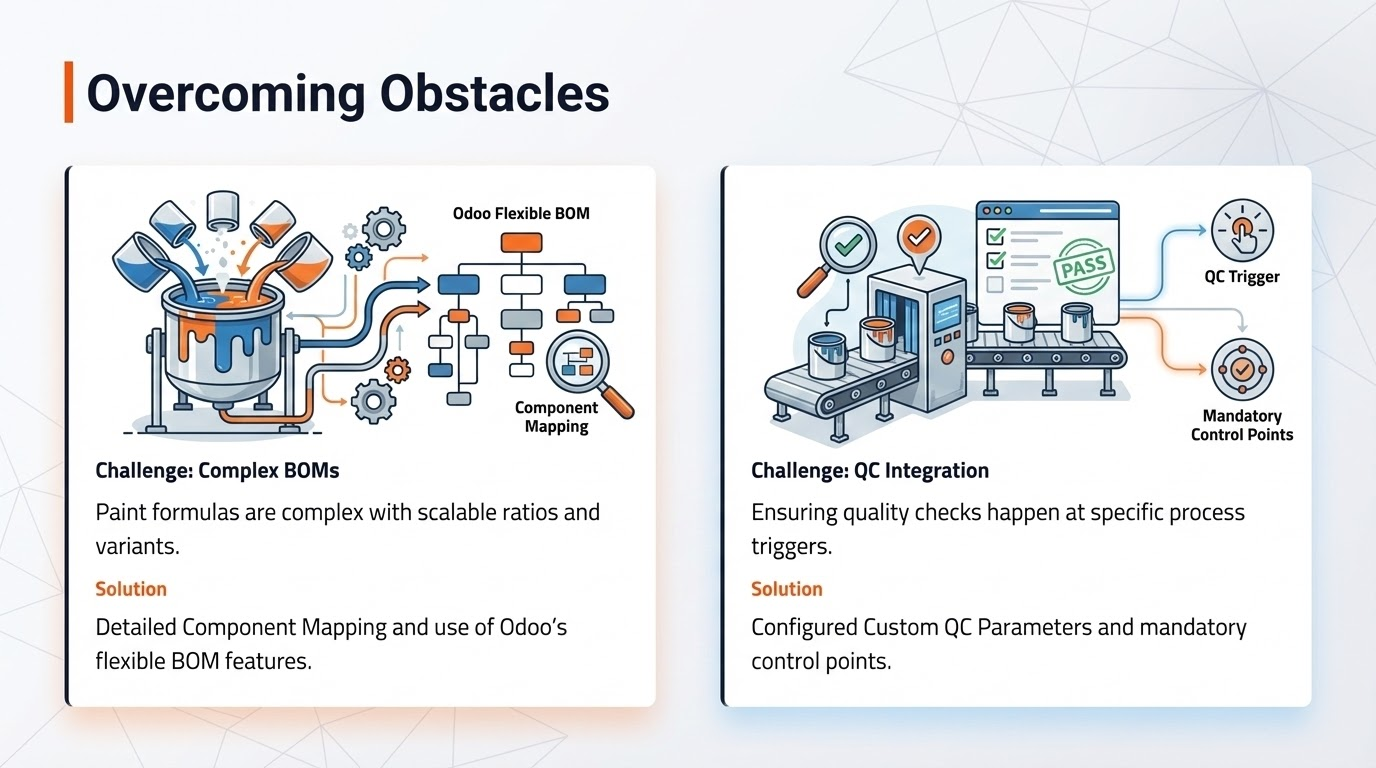 Overcoming Obstacles
Odoo Flexible BOM
Component
Mapping
Challenge: Complex BOMs
Paint formulas are complex with scalable ratios and
variants.
Solution
Detailed Component Mapping and use of Odoo’s
flexible BOM features.
PASS
QC Trigger
Mandatory
Control Points
Challenge: QC Integration
Ensuring quality checks happen at specific process
triggers.
Solution
Configured Custom QC Parameters and mandatory
control points.